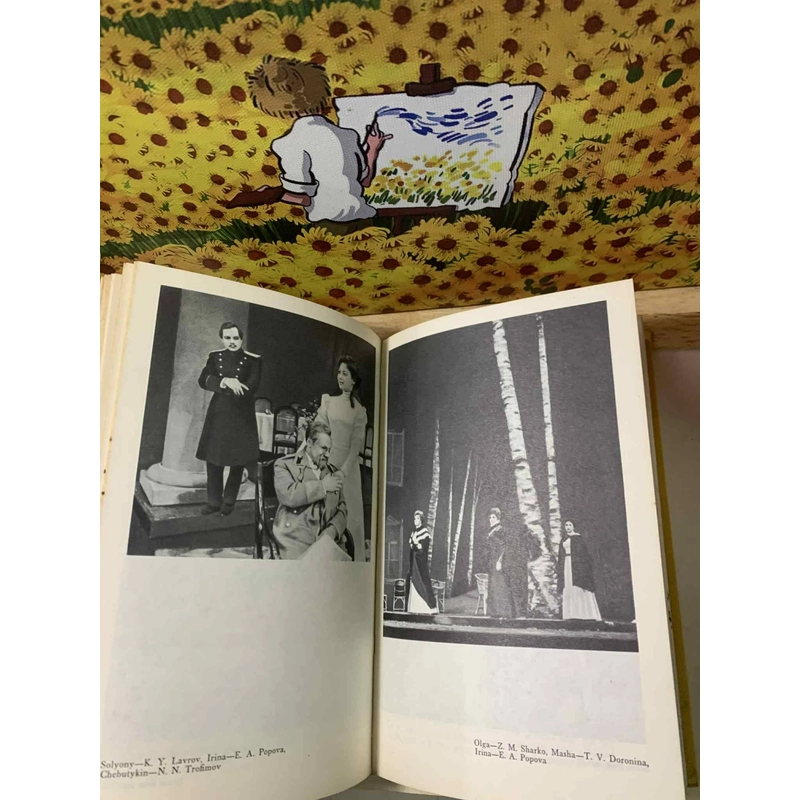 Solyony—K. Y. Lavrov, Irina—E. A. Popova,
Chebutykin—N. N. Trofimov
Olga—Z. M. Sharko, Masha—T. V. Doronina,
Irina—E. A. Popova